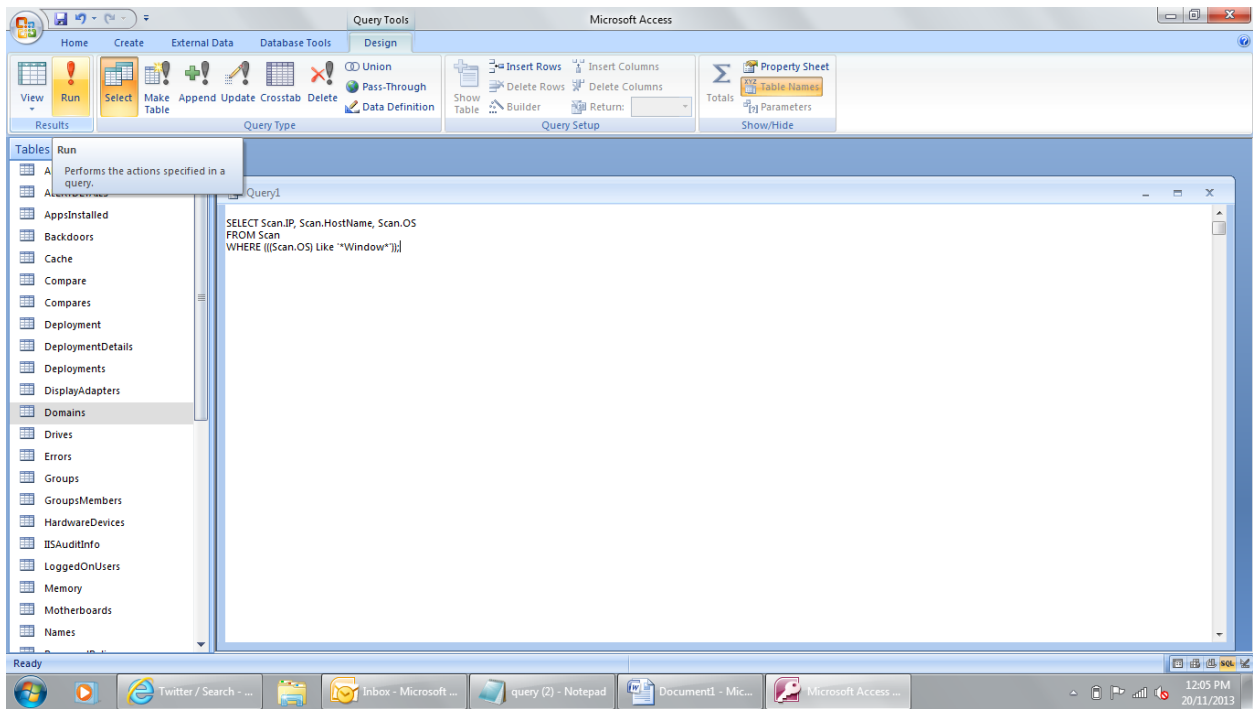 Query Tools
Microsoft Access
Home
Create
External Data
Database Tools
Design
View
Run
Select
Make Table
Append
Update
Crosstab
Delete
Union
Pass-Through
Data Definition
Show Table
Insert Rows
Delete Rows
Builder
Insert Columns
Delete Columns
Return:
Totals
Property Sheet
Table Names
Parameters
Results
Query Type
Query Setup
Show/Hide
Tables
Run
Performs the actions specified in a
query.
AppsInstalled
Backdoors
Cache
Compare
Compares
Deployment
DeploymentDetails
Deployments
DisplayAdapters
Domains
Drives
Errors
Groups
GroupsMembers
HardwareDevices
IISAuditInfo
LoggedOnUsers
Memory
Motherboards
Names
Query1
SELECT Scan.IP, Scan.HostName, Scan.OS
FROM Scan
WHERE (((Scan.OS) Like '*Window*'));
Ready
SQL
Twitter / Search - ...
Inbox - Microsoft ...
query (2) - Notepad
Document1 - Mic...
Microsoft Access ...
12:05 PM
20/11/2013